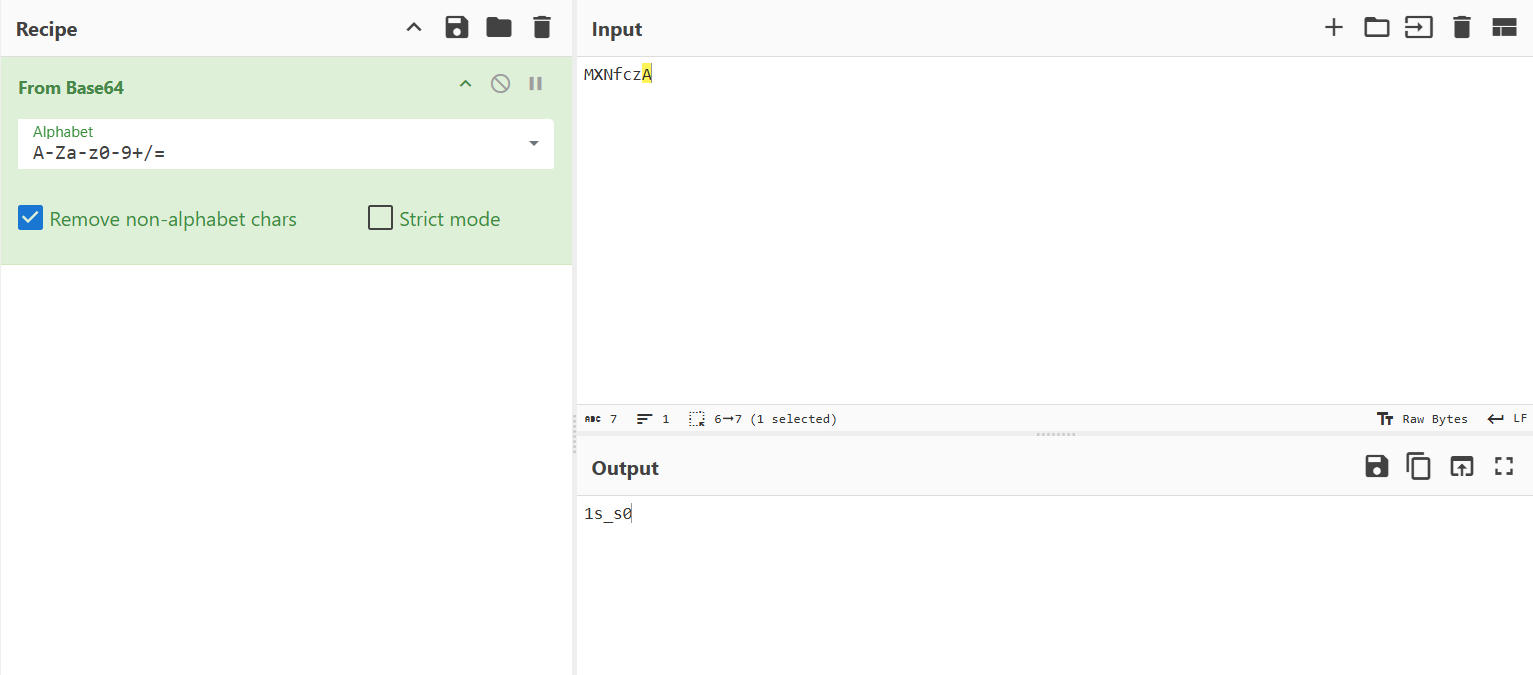 Recipe
From Base64
Alphabet
A-Za-z0-9+/=
Remove non-alphabet chars
Strict mode
Input
MXNfczA
ABC 7 1 6→7 (1 selected)
Tт Raw Bytes LF
Output
1s_s0